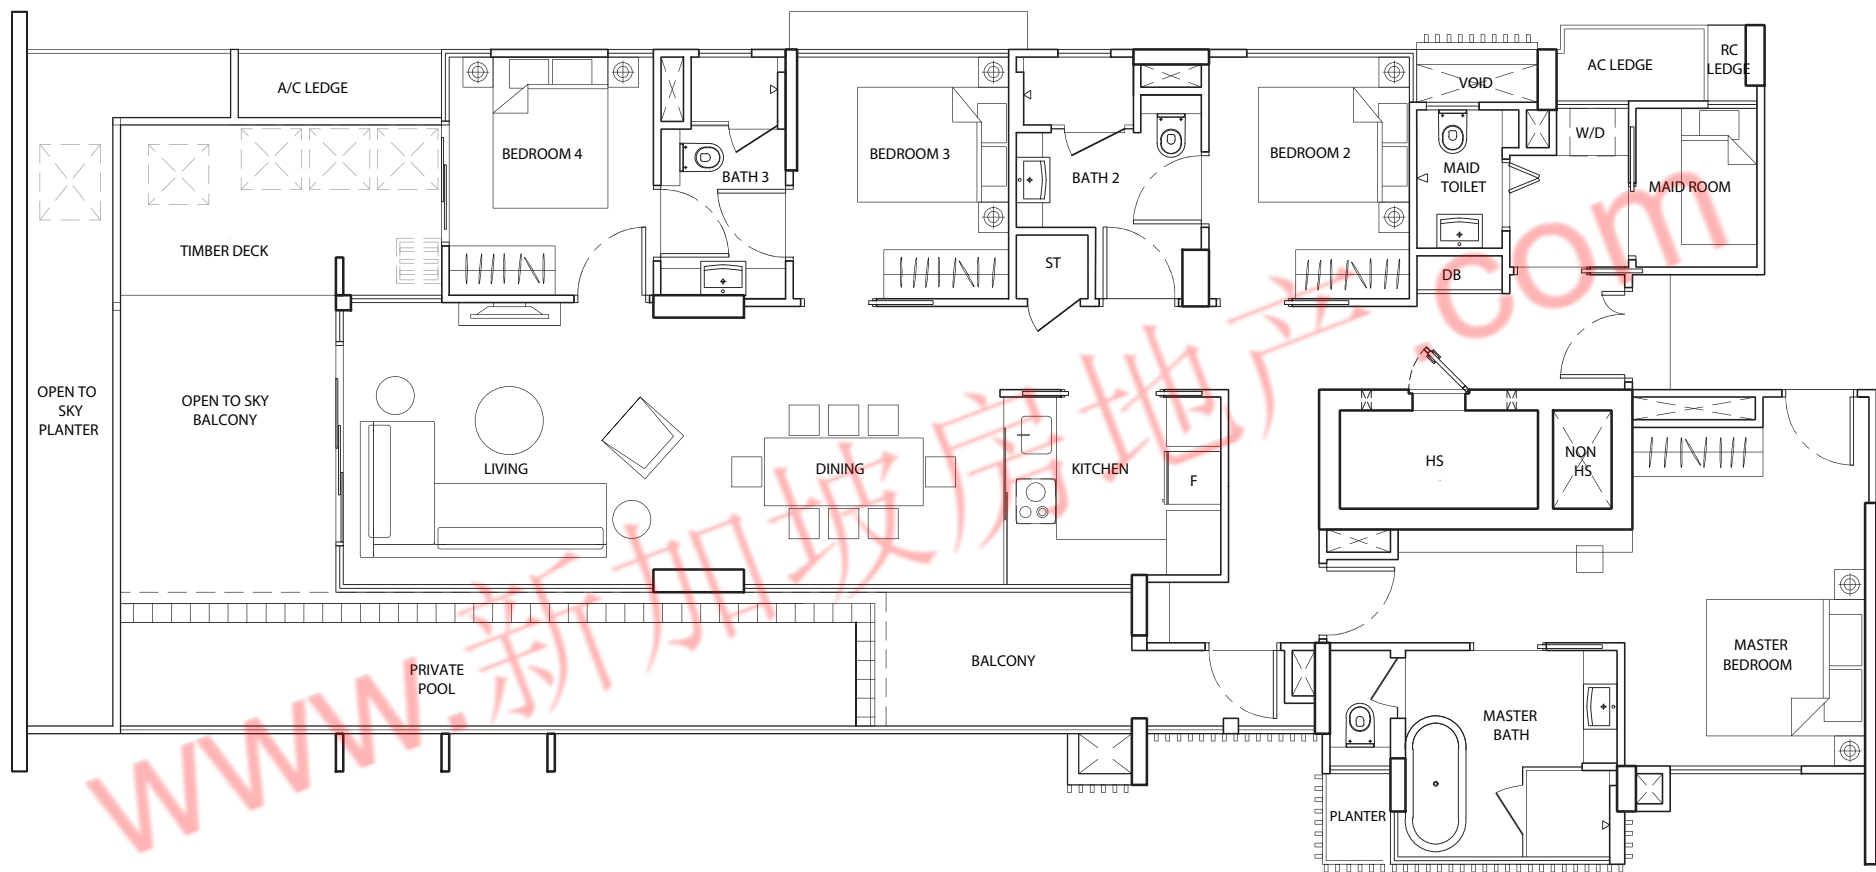 A/C LEDGE
BEDROOM 4
BATH 3
BEDROOM 3
BATH 2
BEDROOM 2
VOID
AC LEDGE
RC
LEDGE
W/D
MAID
TOILET
MAID ROOM
TIMBER DECK
ST
DB
OPEN TO
SKY
PLANTER
OPEN TO SKY
BALCONY
LIVING
DINING
KITCHEN
F
HS
NON
HS
PRIVATE
POOL
BALCONY
MASTER
BEDROOM
MASTER
BATH
PLANTER
www.新加坡房地产.com